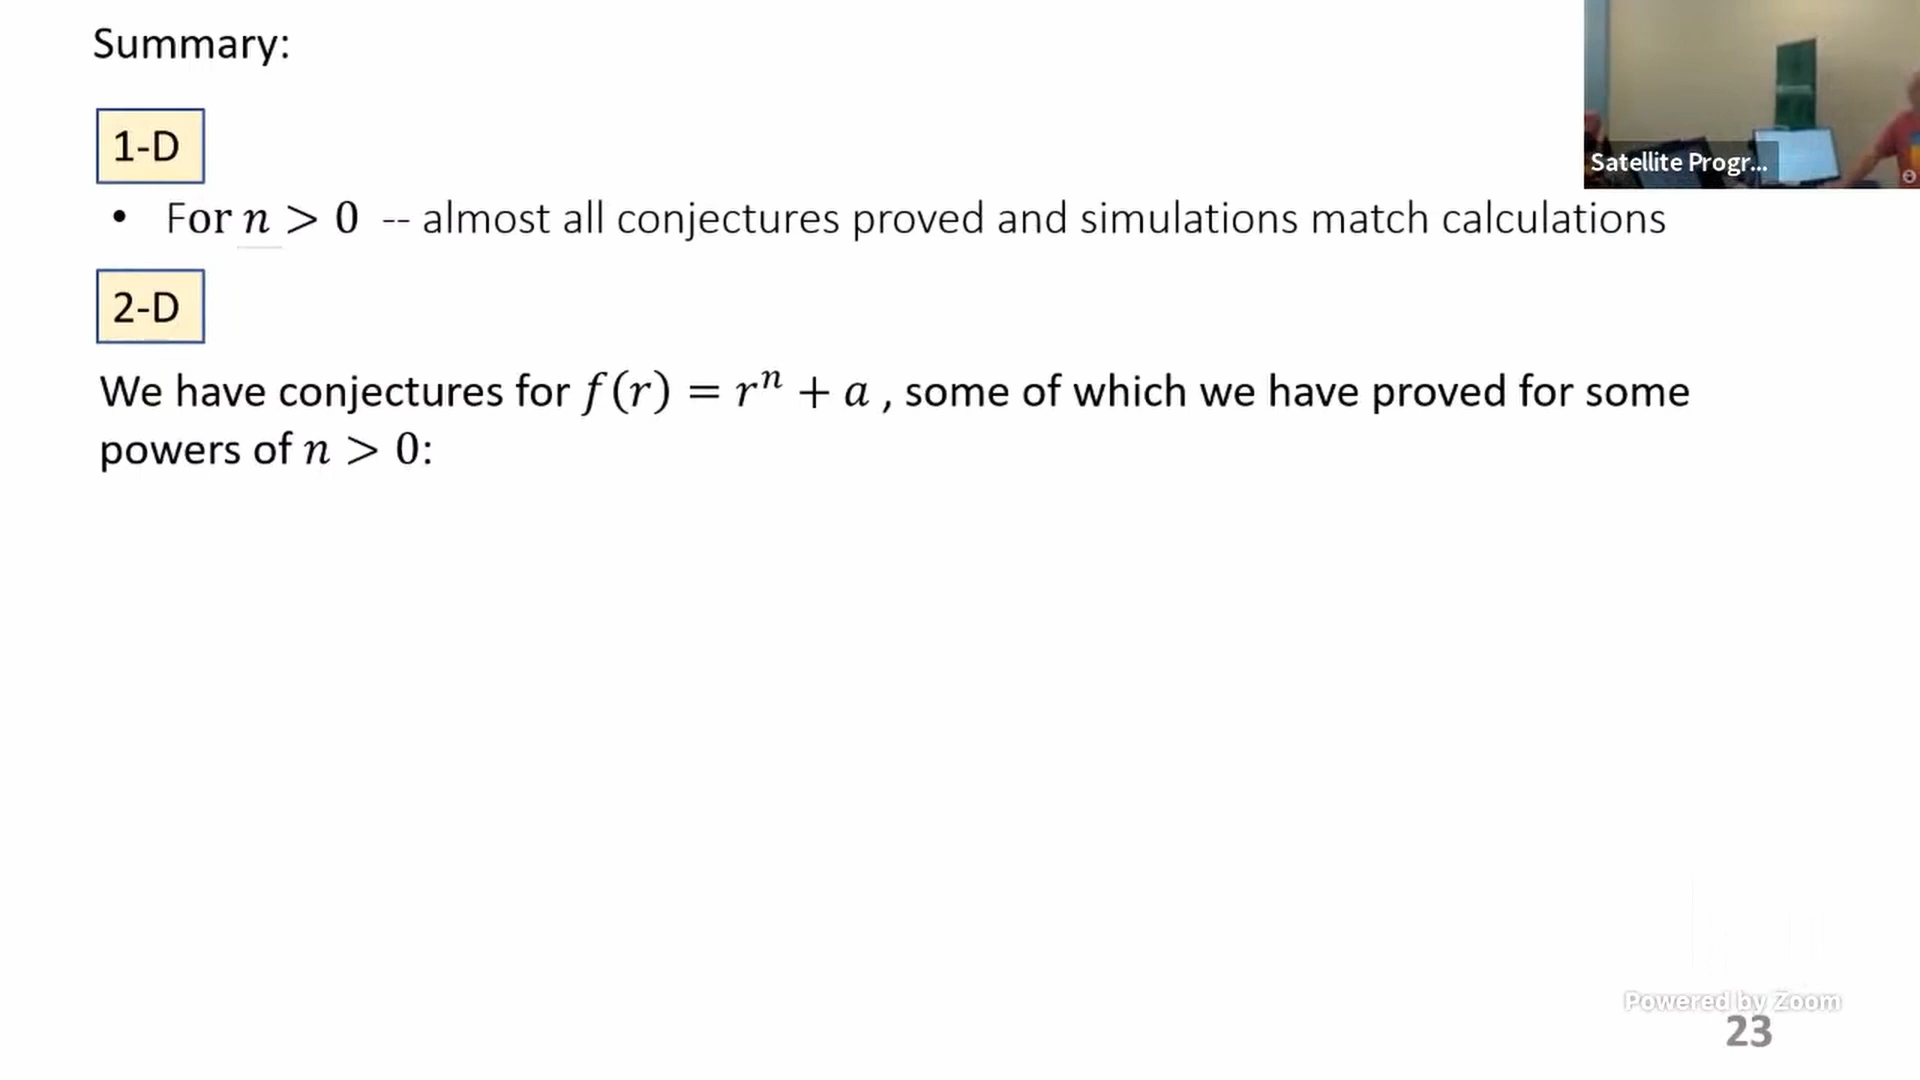 Summary:
1-D
• For n > 0 -- almost all conjectures proved and simulations match calculations
2-D
We have conjectures for f(r) = rⁿ + a , some of which we have proved for some
powers of n > 0:
Satellite Progr...
Powered by Zoom
23